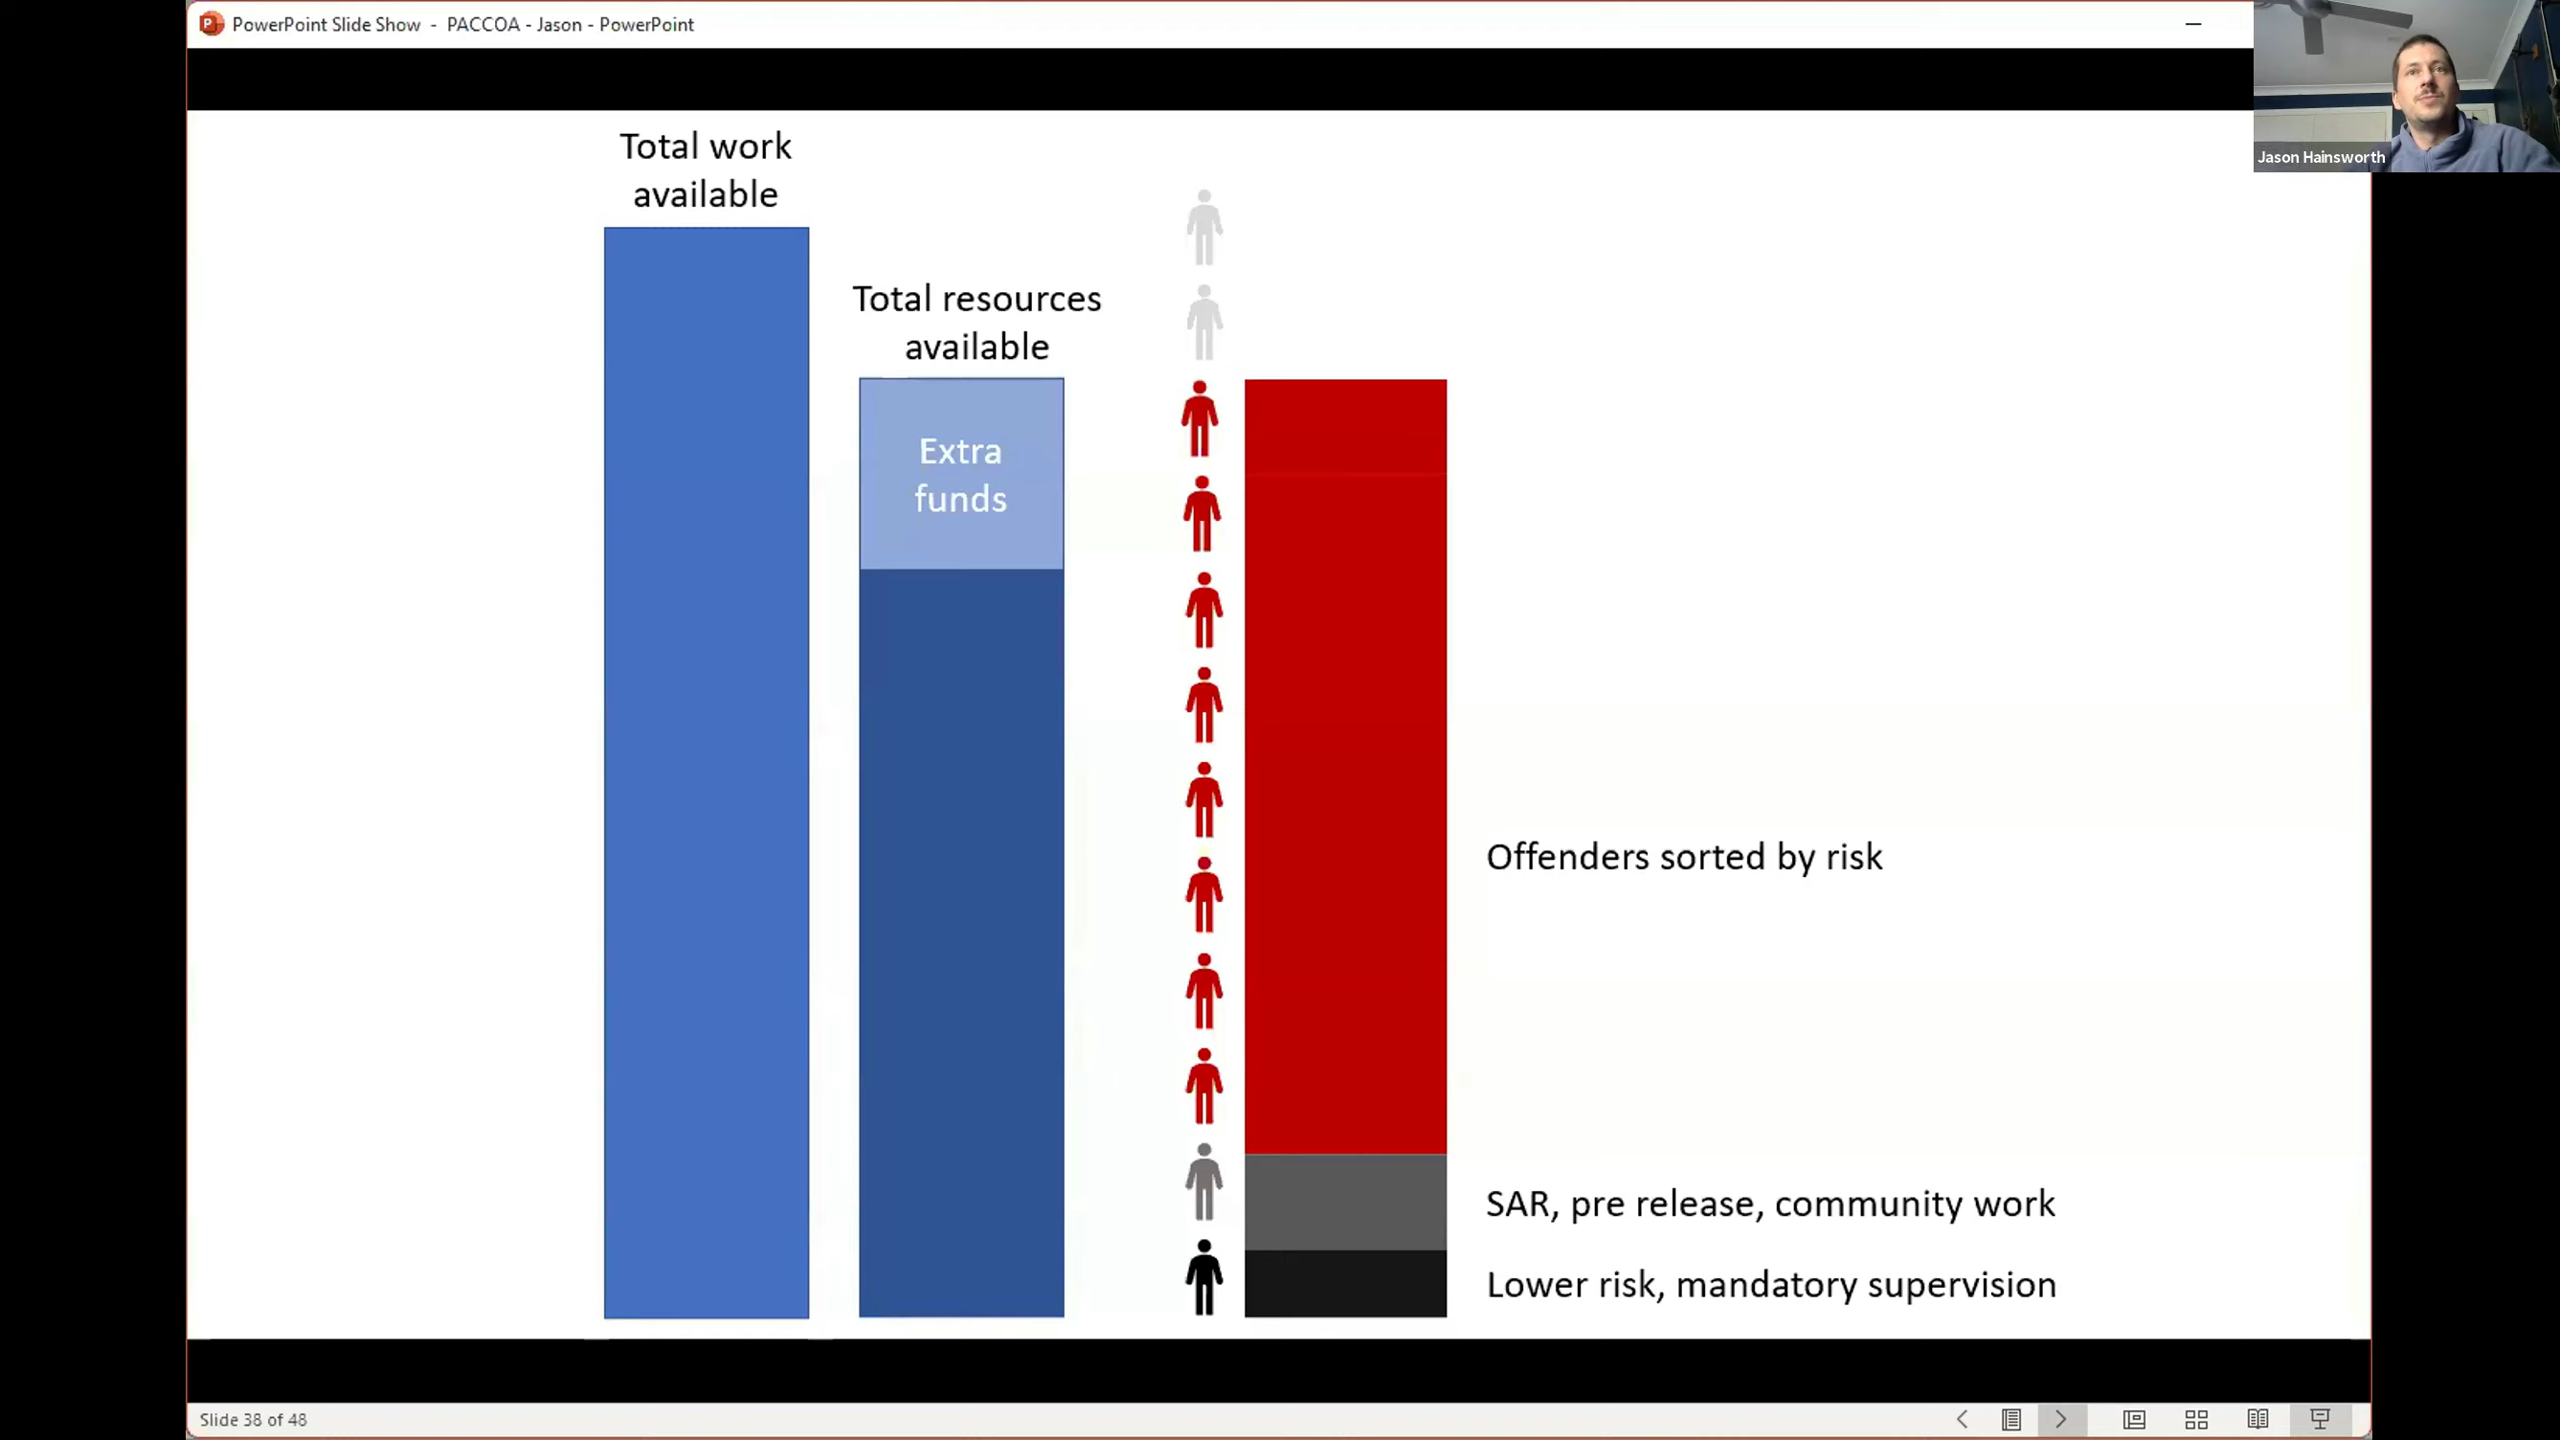 PowerPoint Slide Show - PACCOA - Jason - PowerPoint
Jason Hainsworth
Total work
available
Total resources
available
Extra
funds
Offenders sorted by risk
SAR, pre release, community work
Lower risk, mandatory supervision
Slide 38 of 48